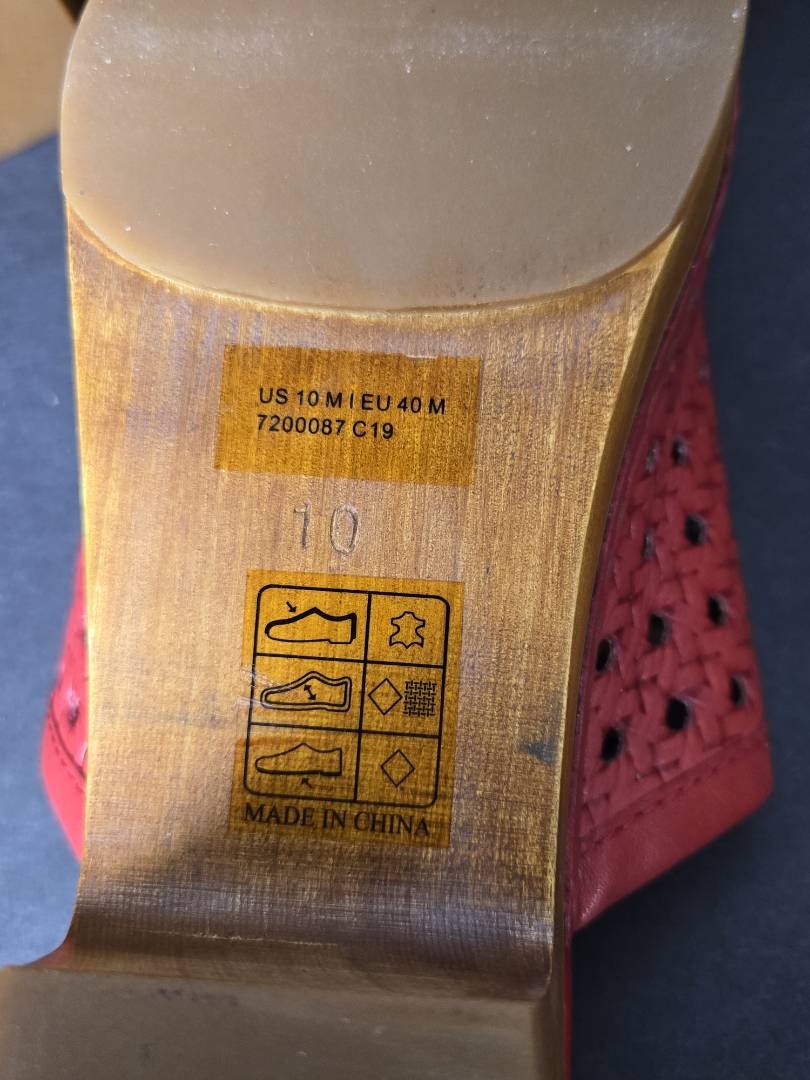 US 10 M I EU 40 M
7200087 C19
10
MADE IN CHINA